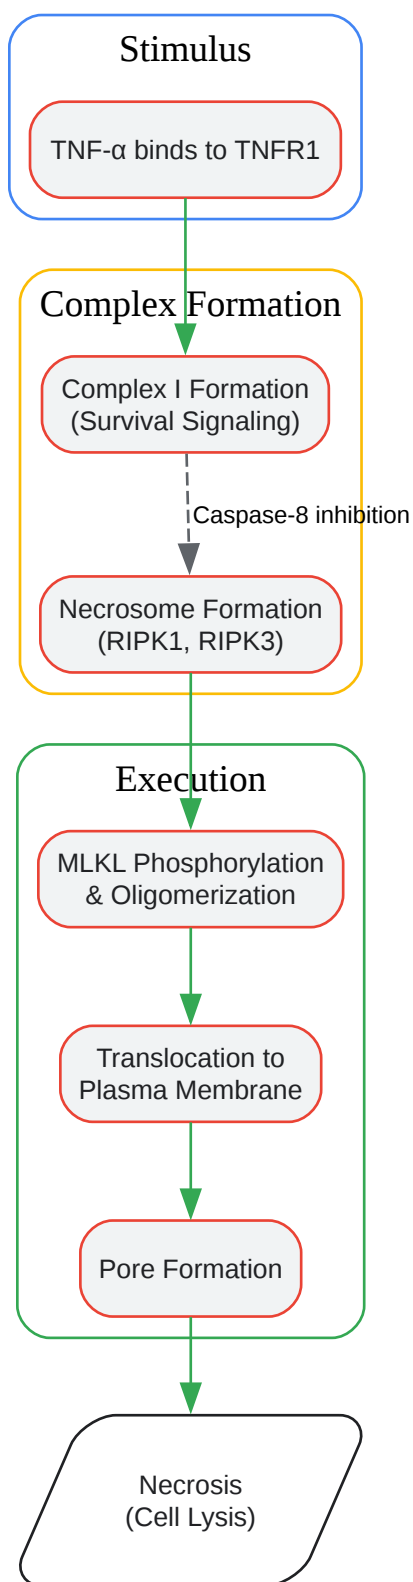 Stimulus
TNF-α binds to TNFR1
Complex Formation
Complex I Formation
(Survival Signaling)
Caspase-8 inhibition
Necrosome Formation
(RIPK1, RIPK3)
Execution
MLKL Phosphorylation
& Oligomerization
Translocation to
Plasma Membrane
Pore Formation
Necrosis
(Cell Lysis)